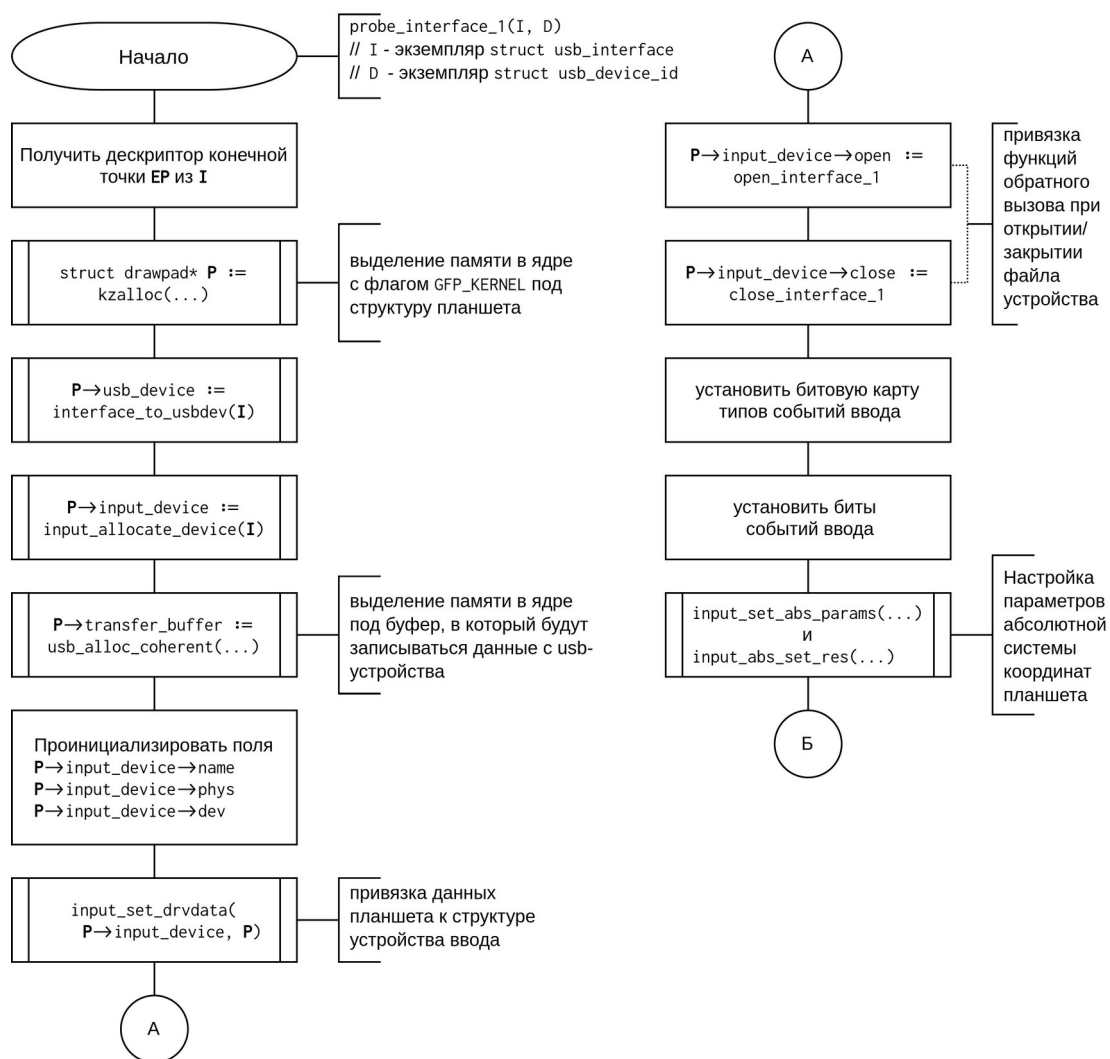 Начало
probe_interface_1(I, D)
// I - экземпляр struct usb_interface
// D - экземпляр struct usb_device_id
Получить дескриптор конечной
точки EP из I
struct drawpad* P :=
kzalloc(...)
выделение памяти в ядре
с флагом GFP_KERNEL под
структуру планшета
P→usb_device :=
interface_to_usbdev(I)
P→input_device :=
input_allocate_device(I)
P→transfer_buffer :=
usb_alloc_coherent(...)
выделение памяти в ядре
под буфер, в который будут
записываться данные с usb-
устройства
Проинициализировать поля
P→input_device→name
P→input_device→phys
P→input_device→dev
input_set_drvdata(
P→input_device, P)
привязка данных
планшета к структуре
устройства ввода
А
А
P→input_device→open :=
open_interface_1
P→input_device→close :=
close_interface_1
привязка
функций
обратного
вызова при
открытии/
закрытии
файла
устройства
установить битовую карту
типов событий ввода
установить биты
событий ввода
input_set_abs_params(...)
и
input_abs_set_res(...)
Настройка
параметров
абсолютной
системы
координат
планшета
Б